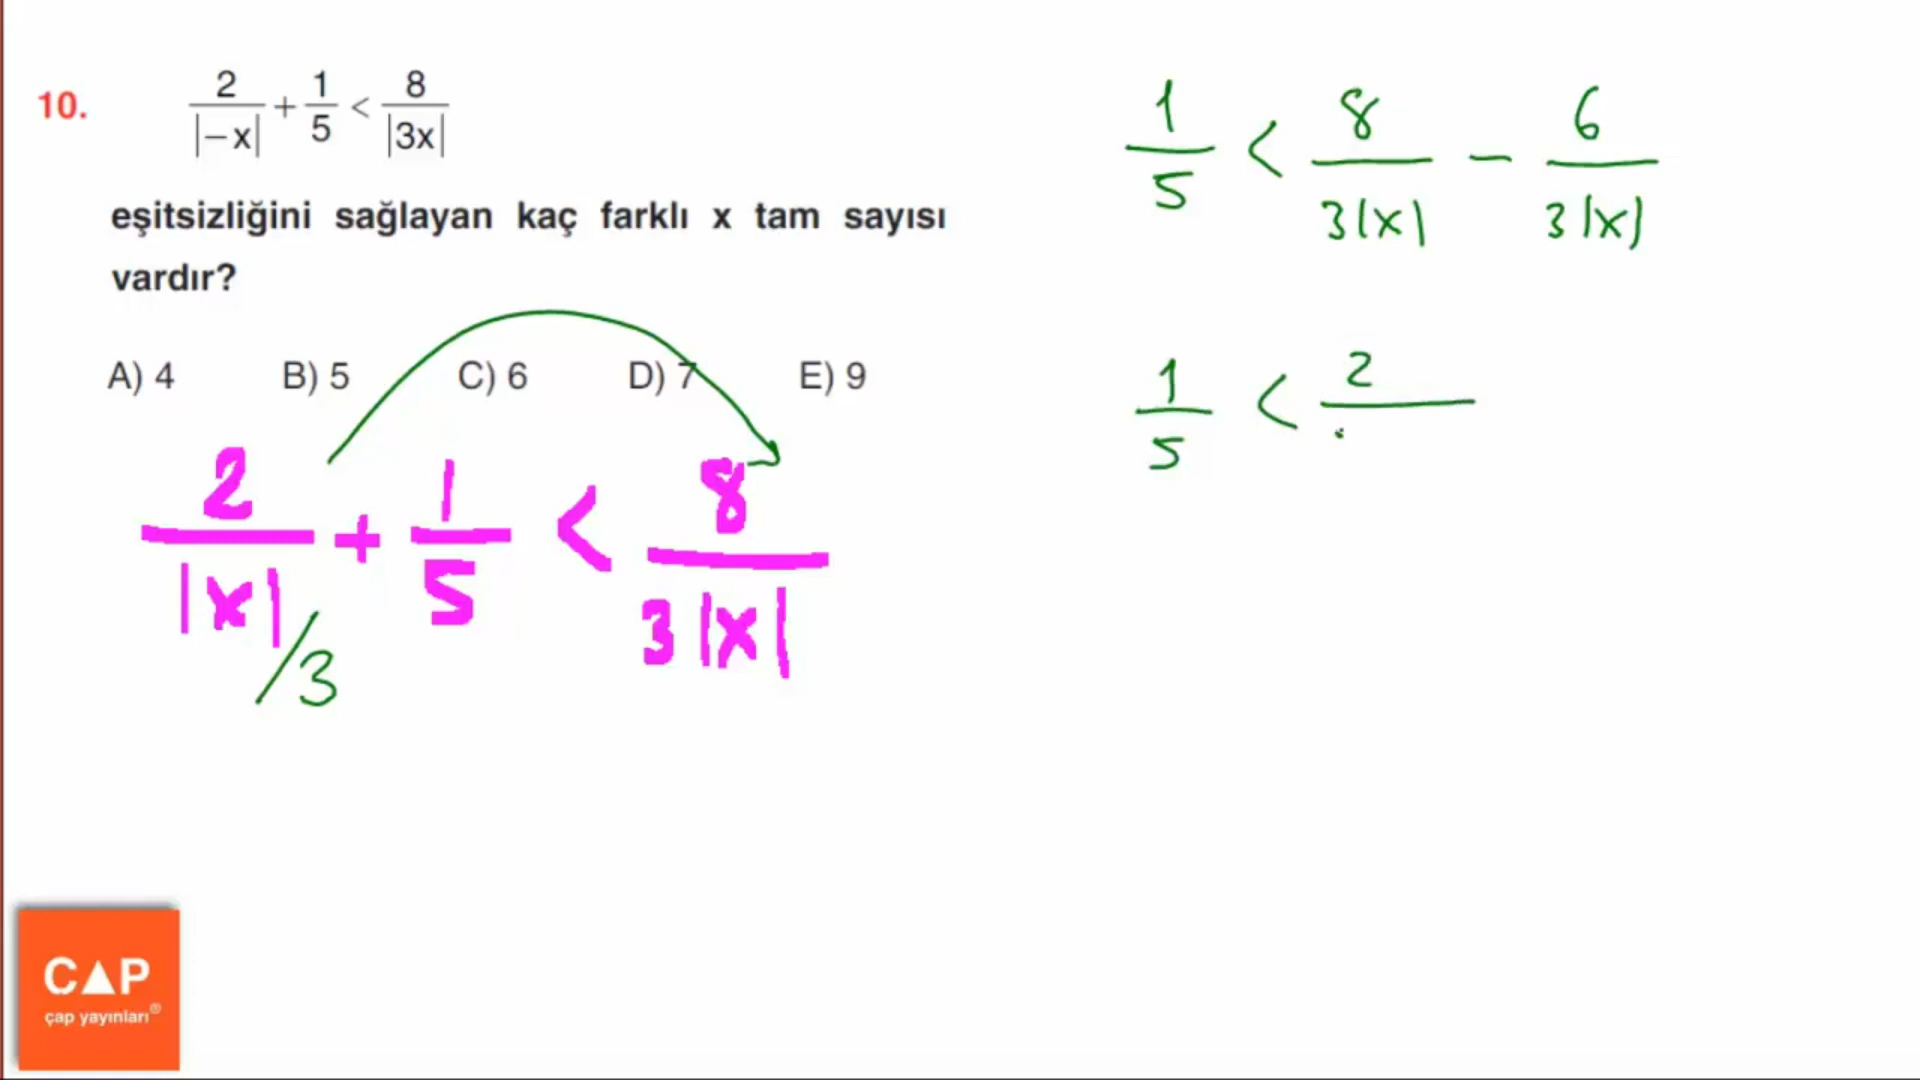 10. 2/|−x| + 1/5 < 8/|3x|
eşitsizliğini sağlayan kaç farklı x tam sayısı
vardır?
A) 4 B) 5 C) 6 D) 7 E) 9
2/|x| + 1/5 < 8/3|x|
/3
1/5 < 8/3|x| − 6/3|x|
1/5 < 2/
CAP
çap yayınları®